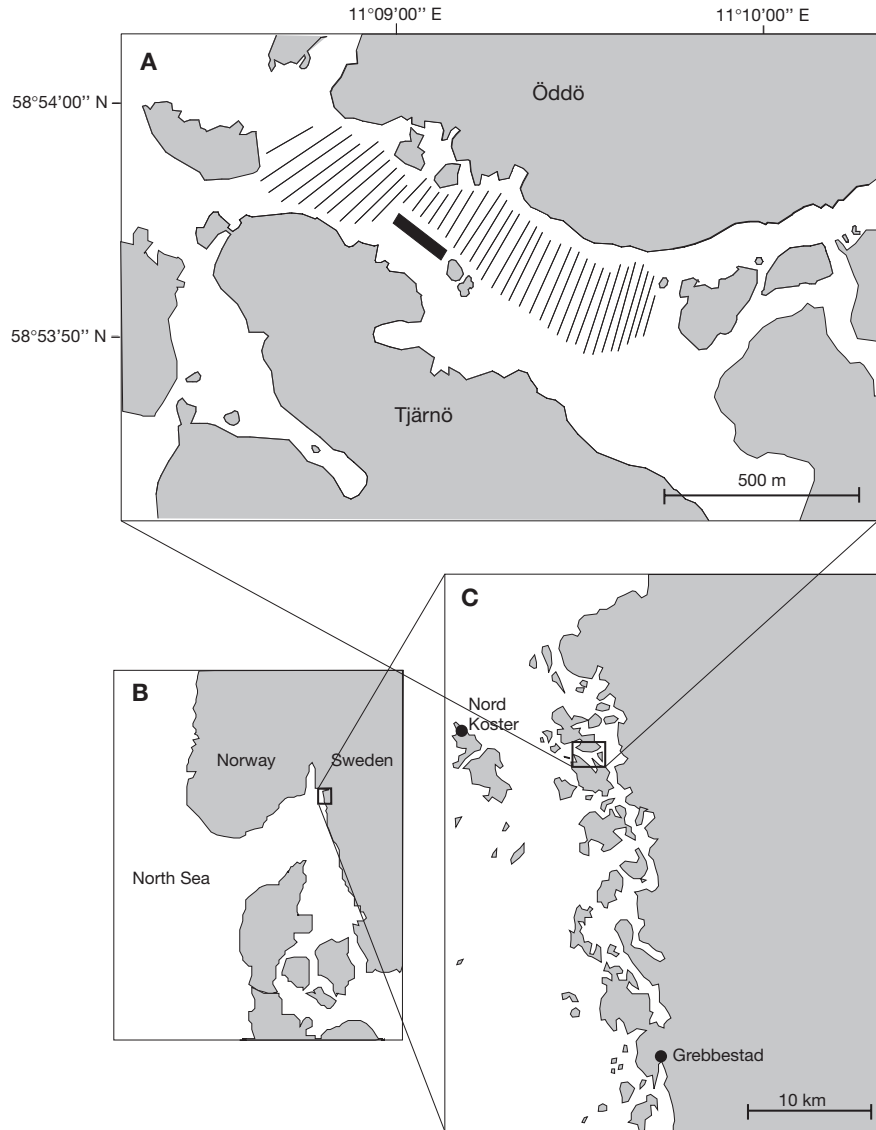 11°09'00'' E
11°10'00'' E
A
58°54'00'' N
Öddö
58°53'50'' N
Tjärnö
500 m
C
B
Nord
Koster
Norway
Sweden
North Sea
Grebbestad
10 km